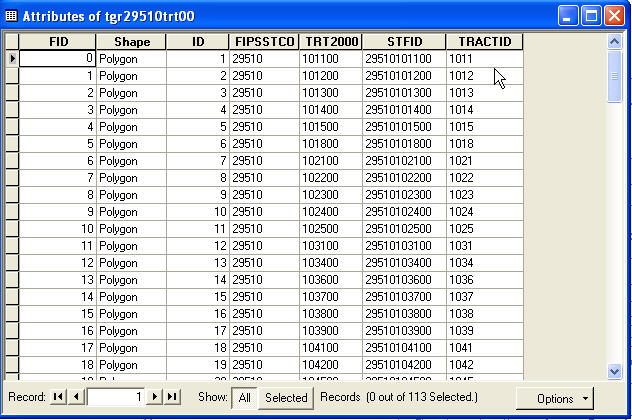 Attributes of tgr29510trt00
FID Shape ID FIPSSTCO TRT2000 STFID TRACTID
0 Polygon 1 29510 101100 29510101100 1011
1 Polygon 2 29510 101200 29510101200 1012
2 Polygon 3 29510 101300 29510101300 1013
3 Polygon 4 29510 101400 29510101400 1014
4 Polygon 5 29510 101500 29510101500 1015
5 Polygon 6 29510 101800 29510101800 1018
6 Polygon 7 29510 102100 29510102100 1021
7 Polygon 8 29510 102200 29510102200 1022
8 Polygon 9 29510 102300 29510102300 1023
9 Polygon 10 29510 102400 29510102400 1024
10 Polygon 11 29510 102500 29510102500 1025
11 Polygon 12 29510 103100 29510103100 1031
12 Polygon 13 29510 103400 29510103400 1034
13 Polygon 14 29510 103600 29510103600 1036
14 Polygon 15 29510 103700 29510103700 1037
15 Polygon 16 29510 103800 29510103800 1038
16 Polygon 17 29510 103900 29510103900 1039
17 Polygon 18 29510 104100 29510104100 1041
18 Polygon 19 29510 104200 29510104200 1042
Record: 1 Show: All Selected Records (0 out of 113 Selected.) Options